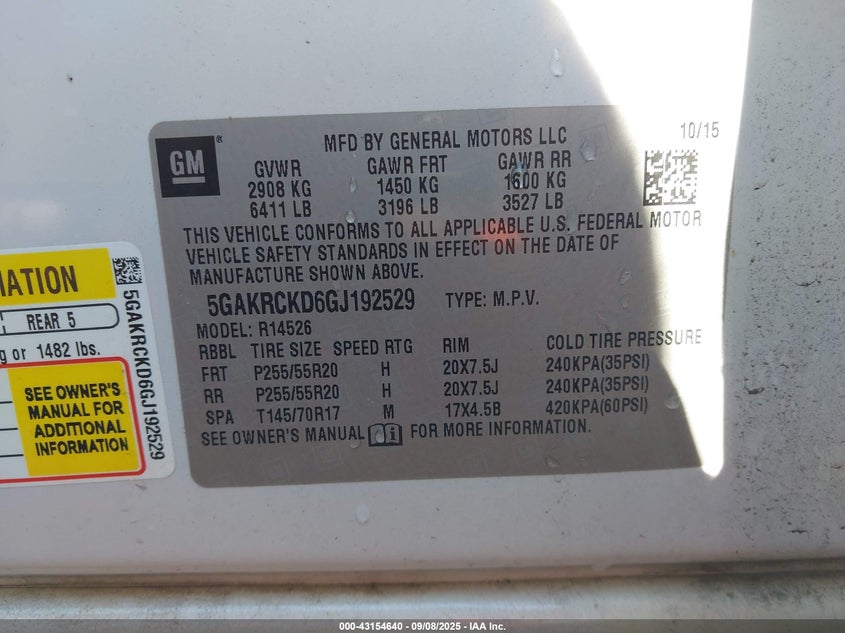 GM
MFD BY GENERAL MOTORS LLC 10/15
GVWR GAWR FRT GAWR RR
2908 KG 1450 KG 1600 KG
6411 LB 3196 LB 3527 LB
THIS VEHICLE CONFORMS TO ALL APPLICABLE U.S. FEDERAL MOTOR
VEHICLE SAFETY STANDARDS IN EFFECT ON THE DATE OF
MANUFACTURE SHOWN ABOVE.
5GAKRCKD6GJ192529 TYPE: M.P.V.
MODEL: R14526
RBBL TIRE SIZE SPEED RTG RIM COLD TIRE PRESSURE
FRT P255/55R20 H 20X7.5J 240KPA(35PSI)
RR P255/55R20 H 20X7.5J 240KPA(35PSI)
SPA T145/70R17 M 17X4.5B 420KPA(60PSI)
SEE OWNER'S MANUAL FOR MORE INFORMATION.
REAR 5
or 1482 lbs.
SEE OWNER'S
MANUAL FOR
ADDITIONAL
INFORMATION
5GAKRCKD6GJ192529
000-43154640 - 09/08/2025 - IAA Inc.